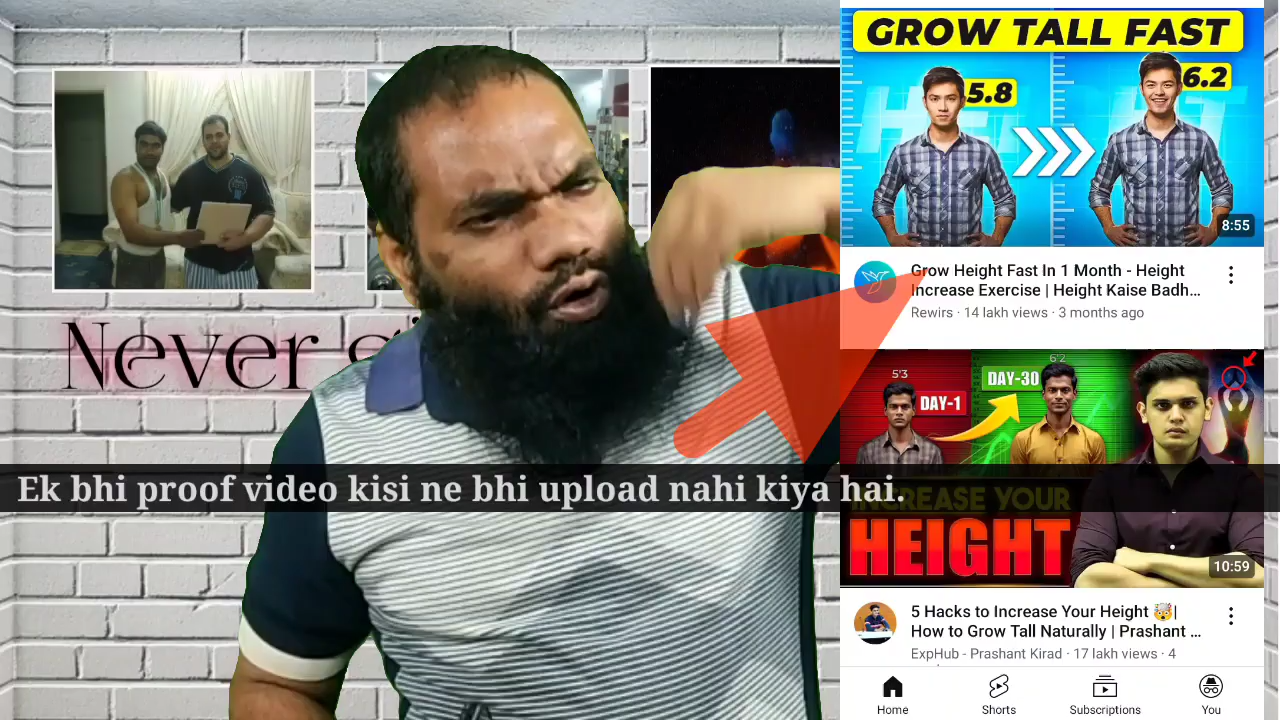 GROW TALL FAST
5.8
6.2
8:55
Grow Height Fast In 1 Month - Height
Increase Exercise | Height Kaise Badh...
Rewirs · 14 lakh views · 3 months ago
Never
5'3
DAY-1
DAY-30
6'2
Ek bhi proof video kisi ne bhi upload nahi kiya hai.
INCREASE YOUR
HEIGHT
10:59
5 Hacks to Increase Your Height 🤯|
How to Grow Tall Naturally | Prashant ...
ExpHub - Prashant Kirad · 17 lakh views · 4
Home
Shorts
Subscriptions
You